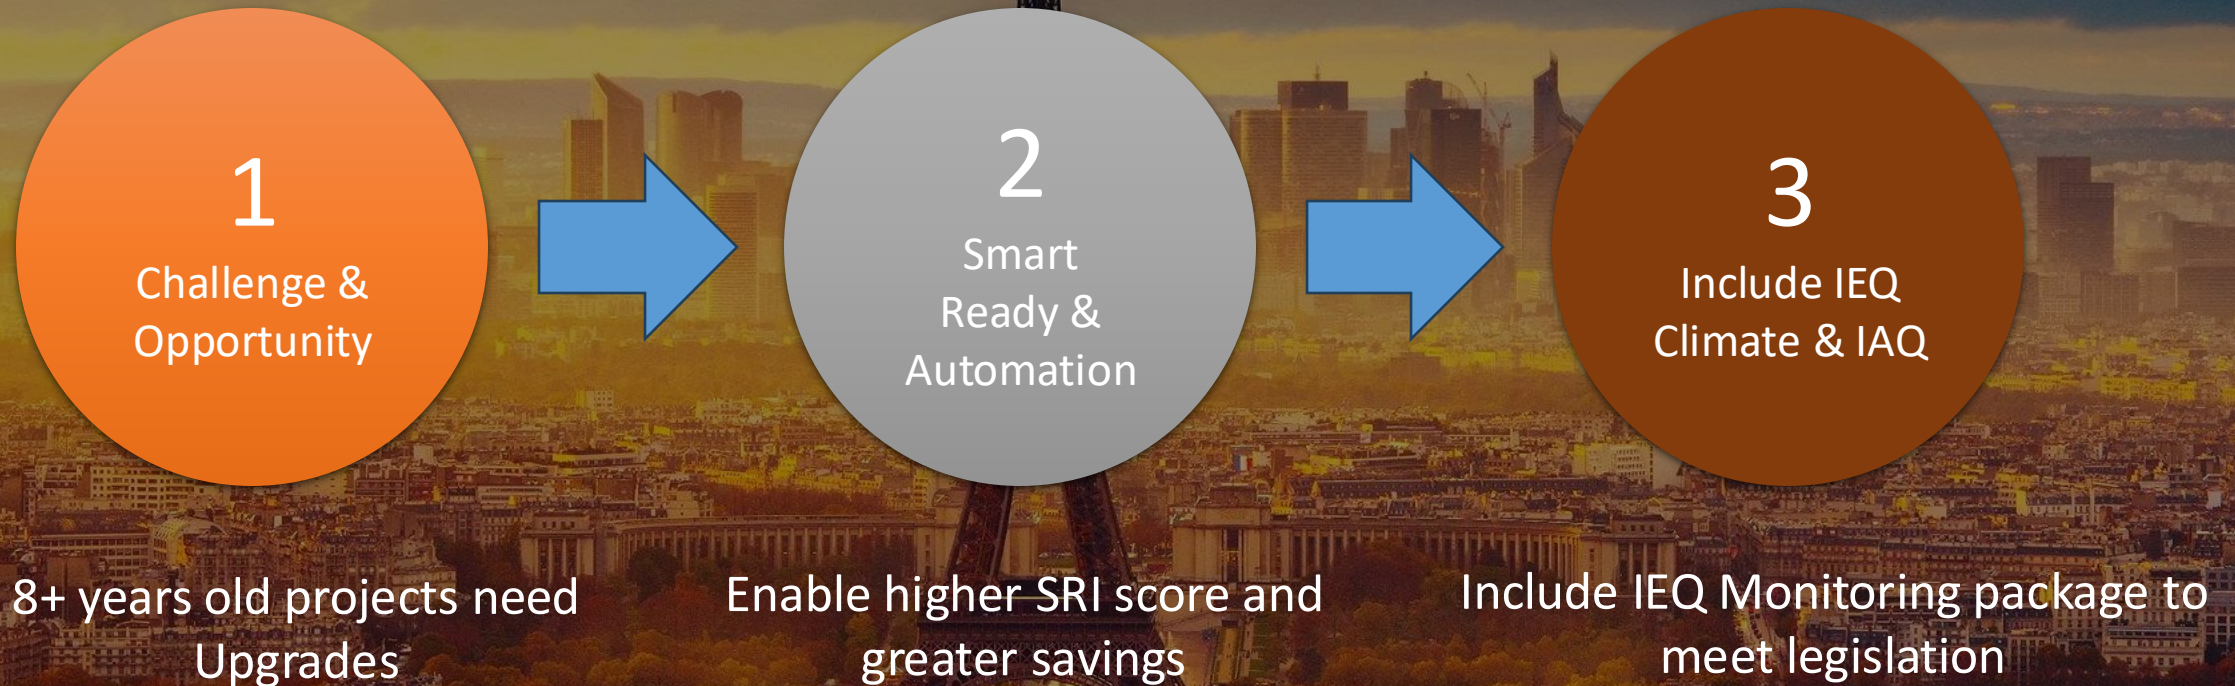 1
Challenge &
Opportunity
2
Smart
Ready &
Automation
3
Include IEQ
Climate & IAQ
8+ years old projects need
Upgrades
Enable higher SRI score and
greater savings
Include IEQ Monitoring package to
meet legislation